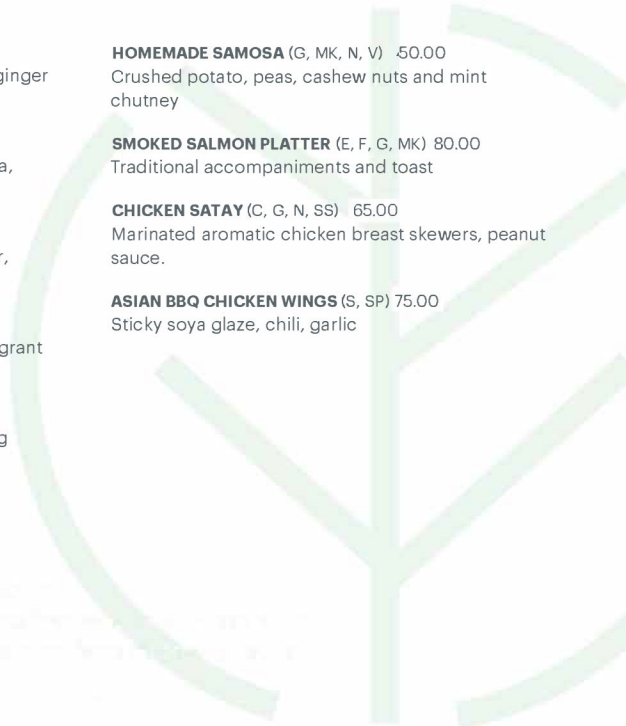 ginger
a,
r,
grant
g
HOMEMADE SAMOSA (G, MK, N, V) 50.00
Crushed potato, peas, cashew nuts and mint
chutney
SMOKED SALMON PLATTER (E, F, G, MK) 80.00
Traditional accompaniments and toast
CHICKEN SATAY (C, G, N, SS) 65.00
Marinated aromatic chicken breast skewers, peanut
sauce.
ASIAN BBQ CHICKEN WINGS (S, SP) 75.00
Sticky soya glaze, chili, garlic